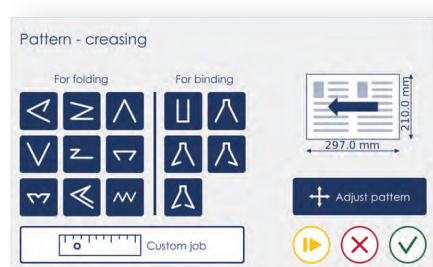 Pattern - creasing
For folding
For binding
210.0 mm
297.0 mm
Adjust pattern
Custom job